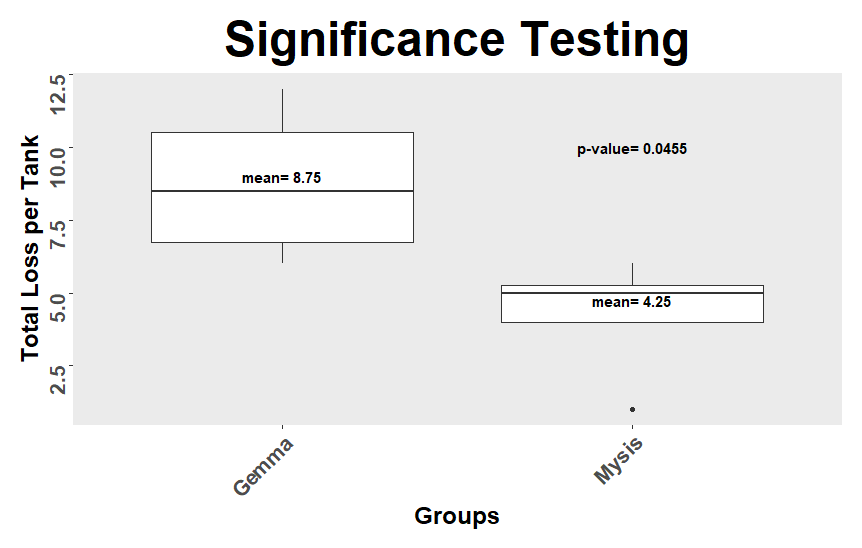 Significance Testing
Total Loss per Tank
12.5
10.0
7.5
5.0
2.5
mean= 8.75
p-value= 0.0455
mean= 4.25
Gemma
Mysis
Groups